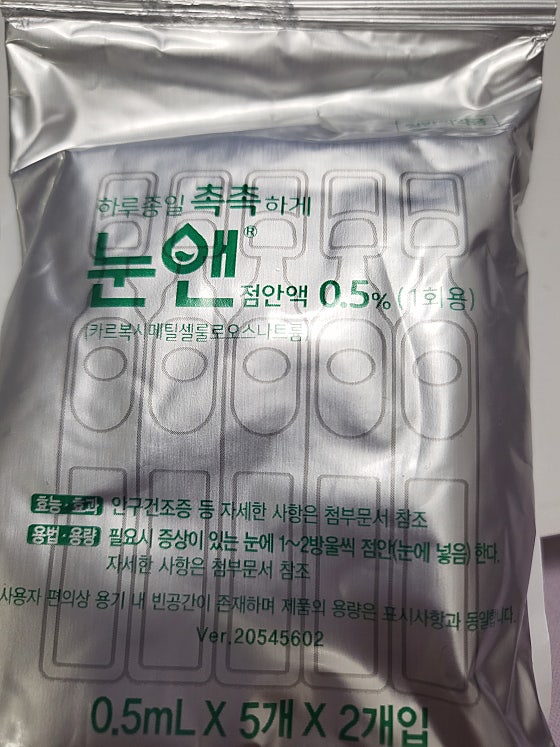 하루종일 촉촉하게
눈앤®
점안액 0.5% (1회용)
(카르복시메틸셀룰로오스나트륨)
효능·효과 안구건조증 등 자세한 사항은 첨부문서 참조
용법·용량 필요시 증상이 있는 눈에 1~2방울씩 점안(눈에 넣음) 한다.
자세한 사항은 첨부문서 참조
사용자 편의상 용기 내 빈공간이 존재하며 제품의 용량은 표시사항과 동일합니다.
Ver.20545602
0.5mL X 5개 X 2개입